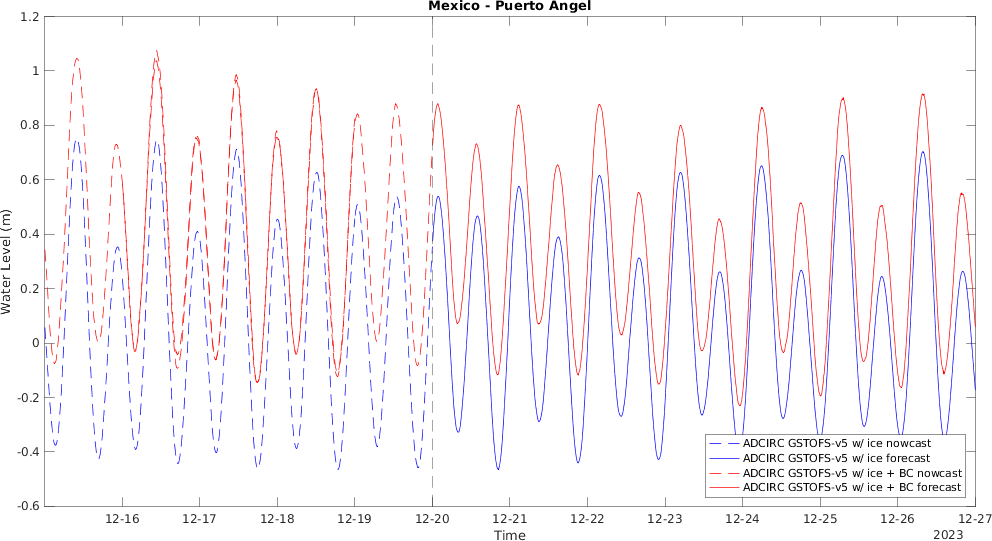 Mexico - Puerto Angel
1.2
1
0.8
0.6
0.4
0.2
0
-0.2
-0.4
-0.6
Water Level (m)
ADCIRC GSTOFS-v5 w/ ice nowcast
ADCIRC GSTOFS-v5 w/ ice forecast
ADCIRC GSTOFS-v5 w/ ice + BC nowcast
ADCIRC GSTOFS-v5 w/ ice + BC forecast
12-16 12-17 12-18 12-19 12-20 12-21 12-22 12-23 12-24 12-25 12-26 12-27
Time
2023